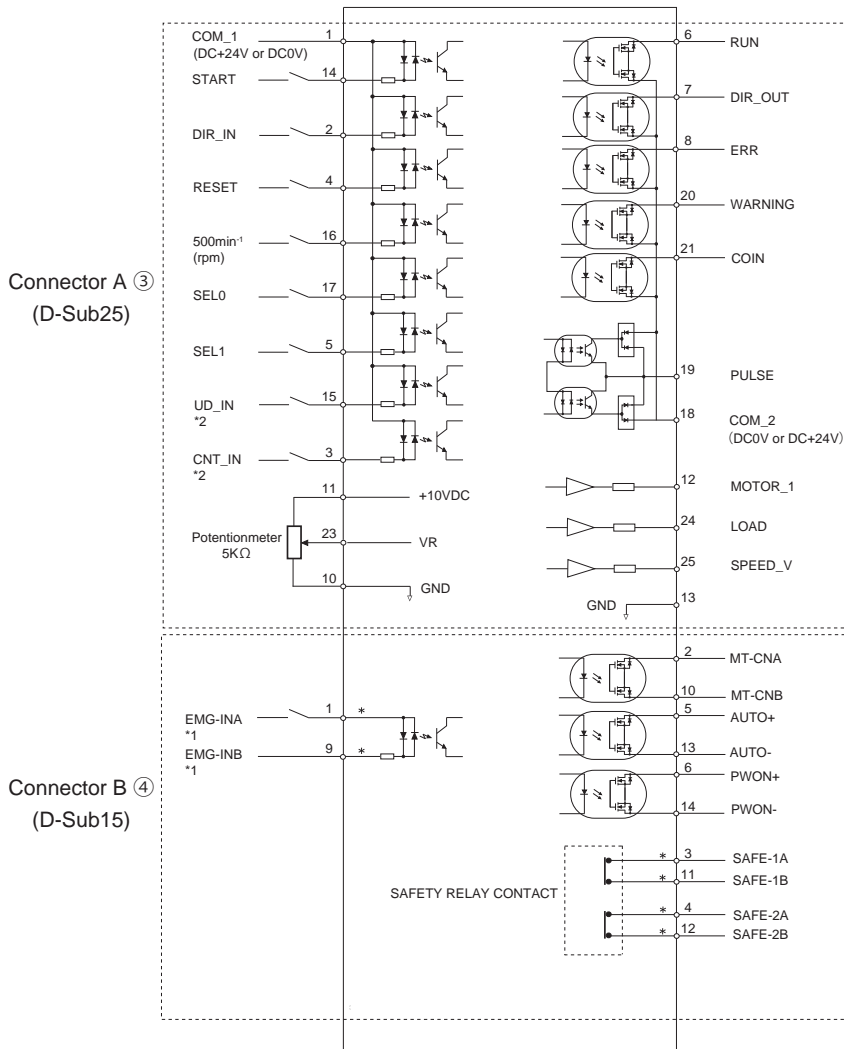 COM_1
(DC+24V or DC0V)
1
START
14
DIR_IN
2
RESET
4
500min-1
(rpm)
16
SEL0
17
SEL1
5
UD_IN
*2
15
CNT_IN
*2
3
11
+10VDC
Potentionmeter
5KΩ
23
VR
10
GND
6
RUN
7
DIR_OUT
8
ERR
20
WARNING
21
COIN
19
PULSE
18
COM_2
(DC0V or DC+24V)
12
MOTOR_1
24
LOAD
25
SPEED_V
13
GND
Connector A ③
(D-Sub25)
Connector B ④
(D-Sub15)
EMG-INA
*1
1
*
EMG-INB
*1
9
*
2
MT-CNA
10
MT-CNB
5
AUTO+
13
AUTO-
6
PWON+
14
PWON-
SAFETY RELAY CONTACT
* 3
SAFE-1A
* 11
SAFE-1B
* 4
SAFE-2A
* 12
SAFE-2B